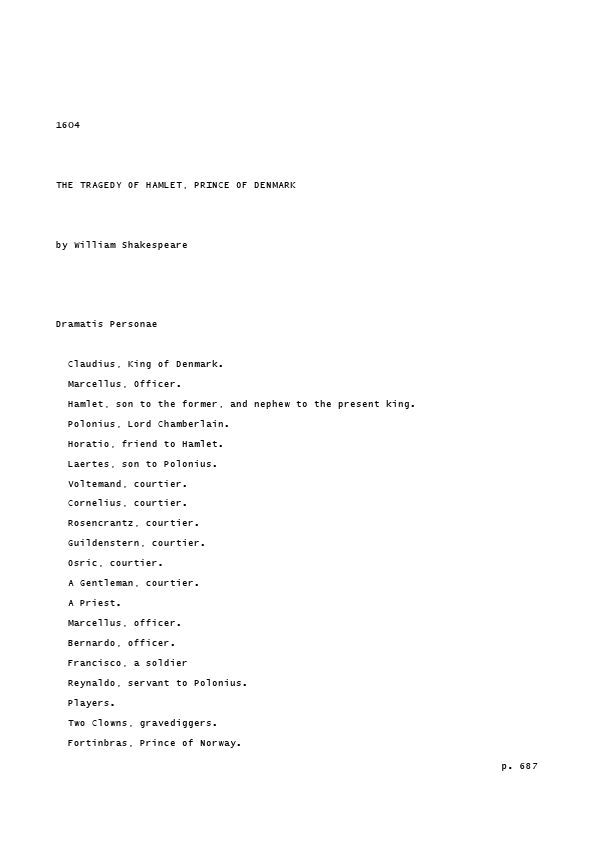 1604
THE TRAGEDY OF HAMLET, PRINCE OF DENMARK
by William Shakespeare
Dramatis Personae
Claudius, King of Denmark.
Marcellus, Officer.
Hamlet, son to the former, and nephew to the present king.
Polonius, Lord Chamberlain.
Horatio, friend to Hamlet.
Laertes, son to Polonius.
Voltemand, courtier.
Cornelius, courtier.
Rosencrantz, courtier.
Guildenstern, courtier.
Osric, courtier.
A Gentleman, courtier.
A Priest.
Marcellus, officer.
Bernardo, officer.
Francisco, a soldier
Reynaldo, servant to Polonius.
Players.
Two Clowns, gravediggers.
Fortinbras, Prince of Norway.
p. 687